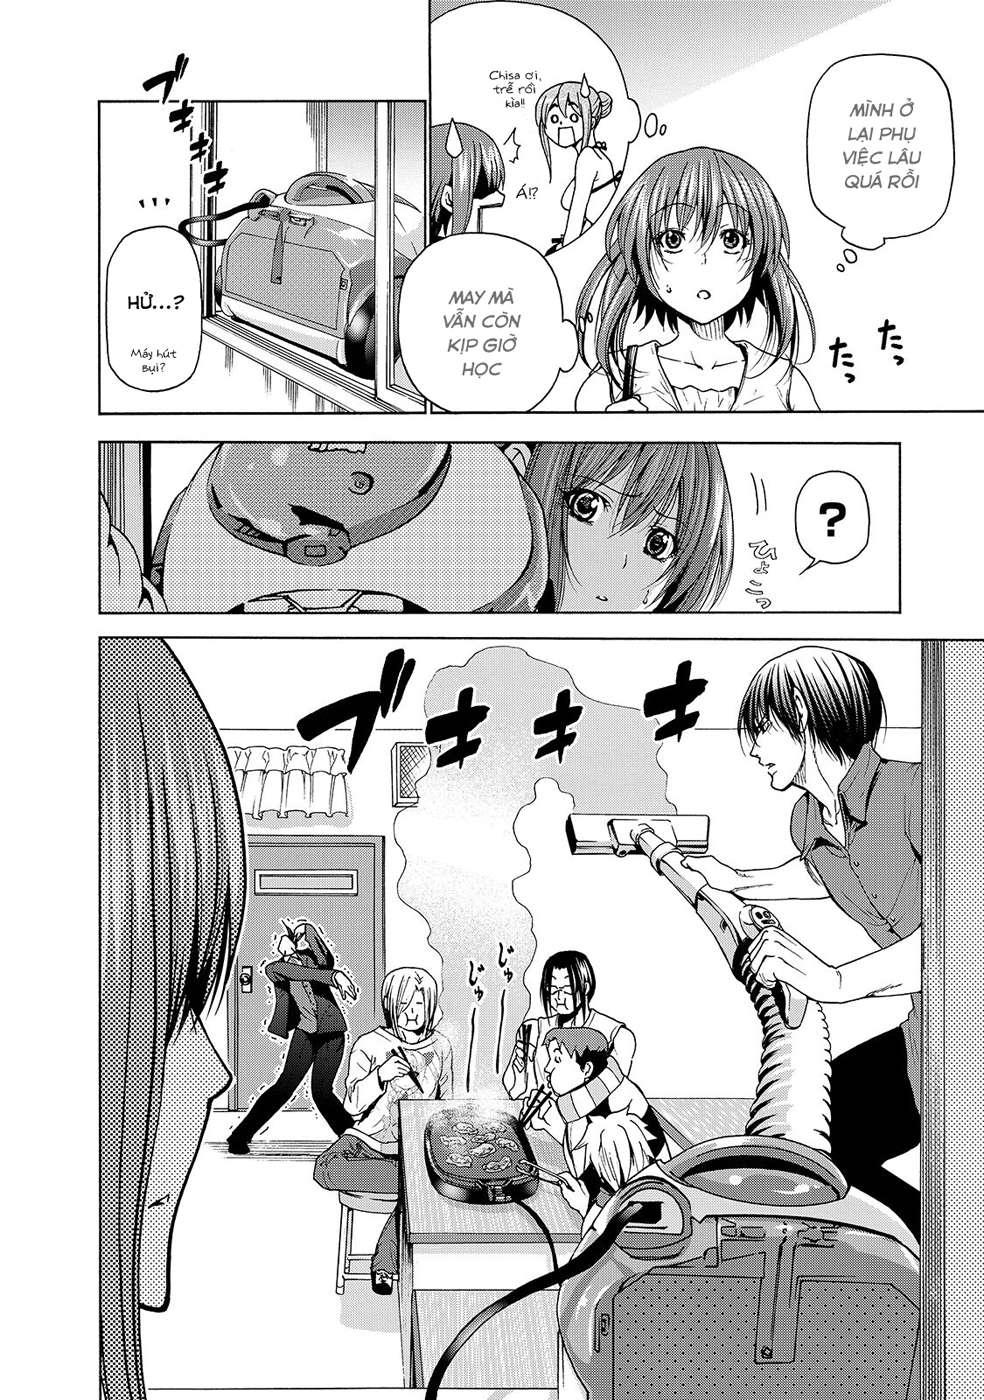 MÌNH Ở
LẠI PHỤ
VIỆC LÂU
QUÁ RỒI
Chisa ơi,
trễ rồi
kìa!!
Á!?
MAY MÀ
VẪN CÒN
KỊP GIỜ
HỌC
たったっ
ブキキ
HỬ...?
Máy hút
bụi?
?
ひょこっ
ブキキキ
じゅー
じゅー